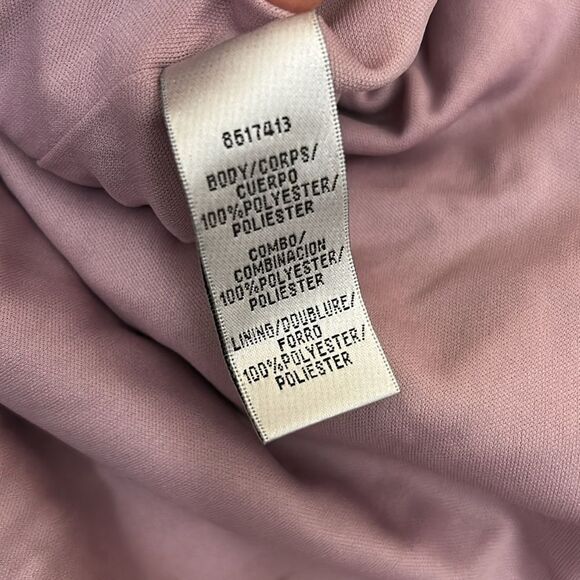 8517413
BODY/CORPS/
CUERPO
100%POLYESTER/
POLIESTER
COMBO/
COMBINACION
100%POLYESTER/
POLIESTER
LINING/DOUBLURE/
FORRO
100%POLYESTER/
POLIESTER